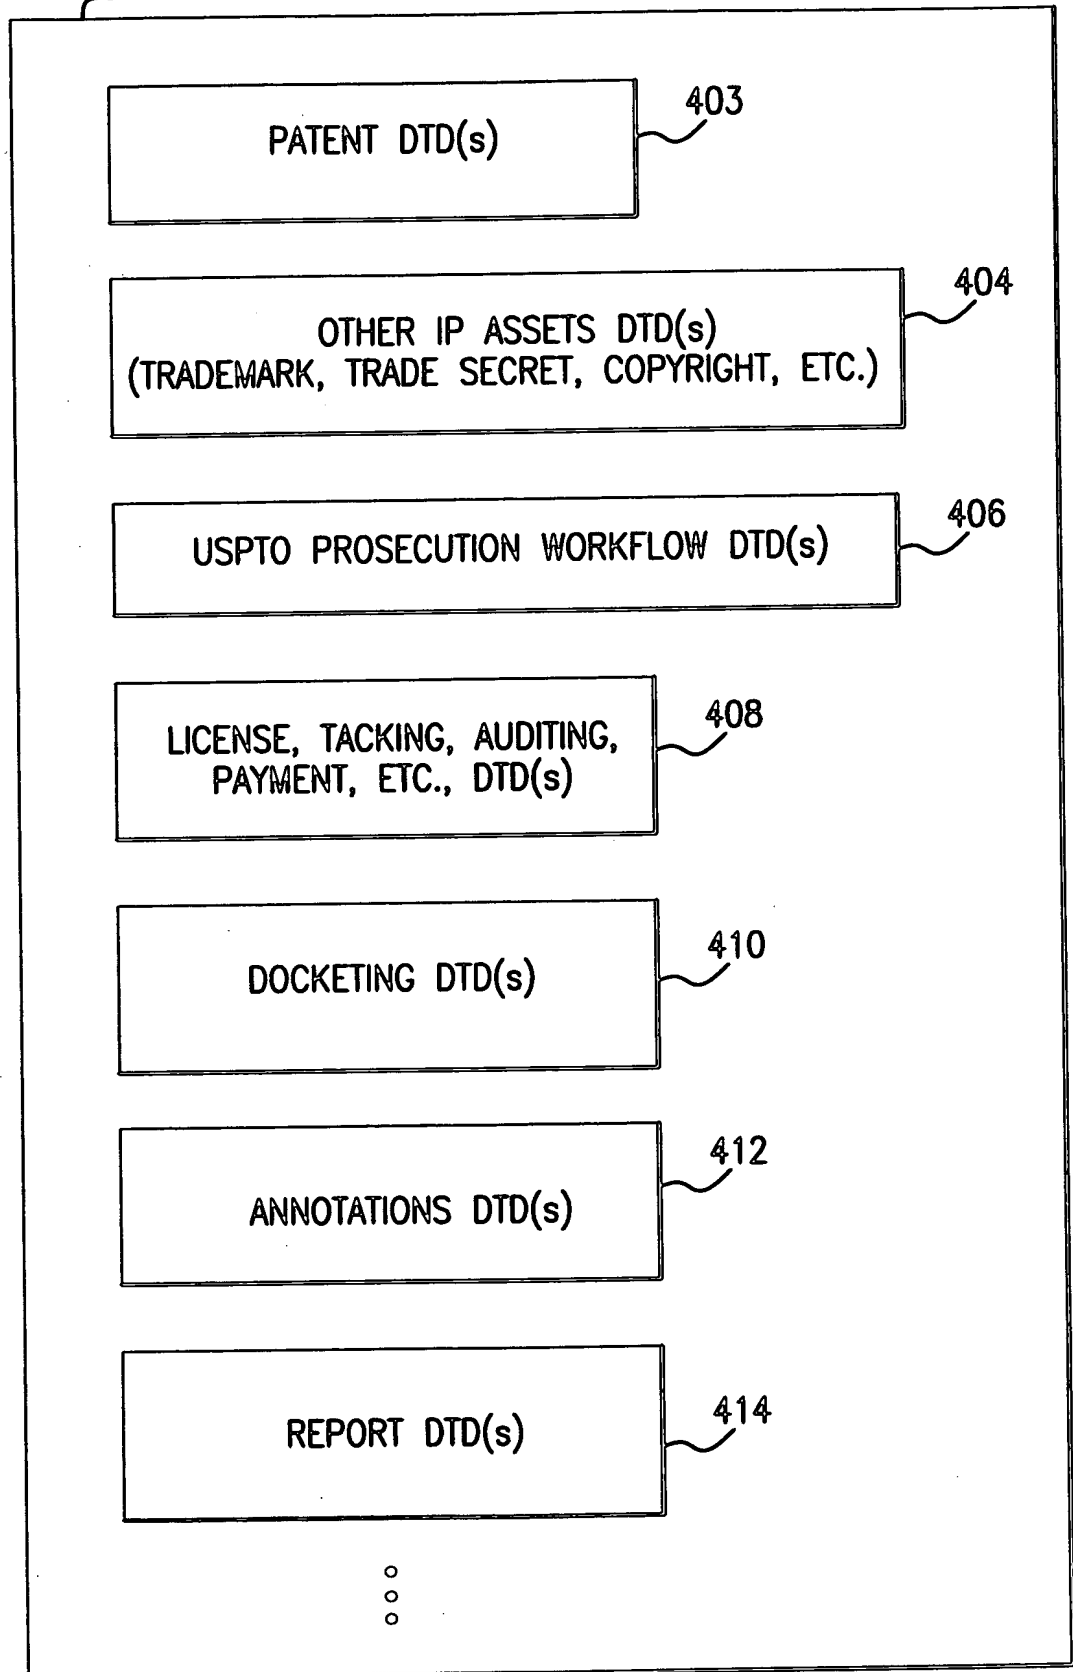 PATENT DTD(s)
403
OTHER IP ASSETS DTD(s)
(TRADEMARK, TRADE SECRET, COPYRIGHT, ETC.)
404
USPTO PROSECUTION WORKFLOW DTD(s)
406
LICENSE, TACKING, AUDITING,
PAYMENT, ETC., DTD(s)
408
DOCKETING DTD(s)
410
ANNOTATIONS DTD(s)
412
REPORT DTD(s)
414